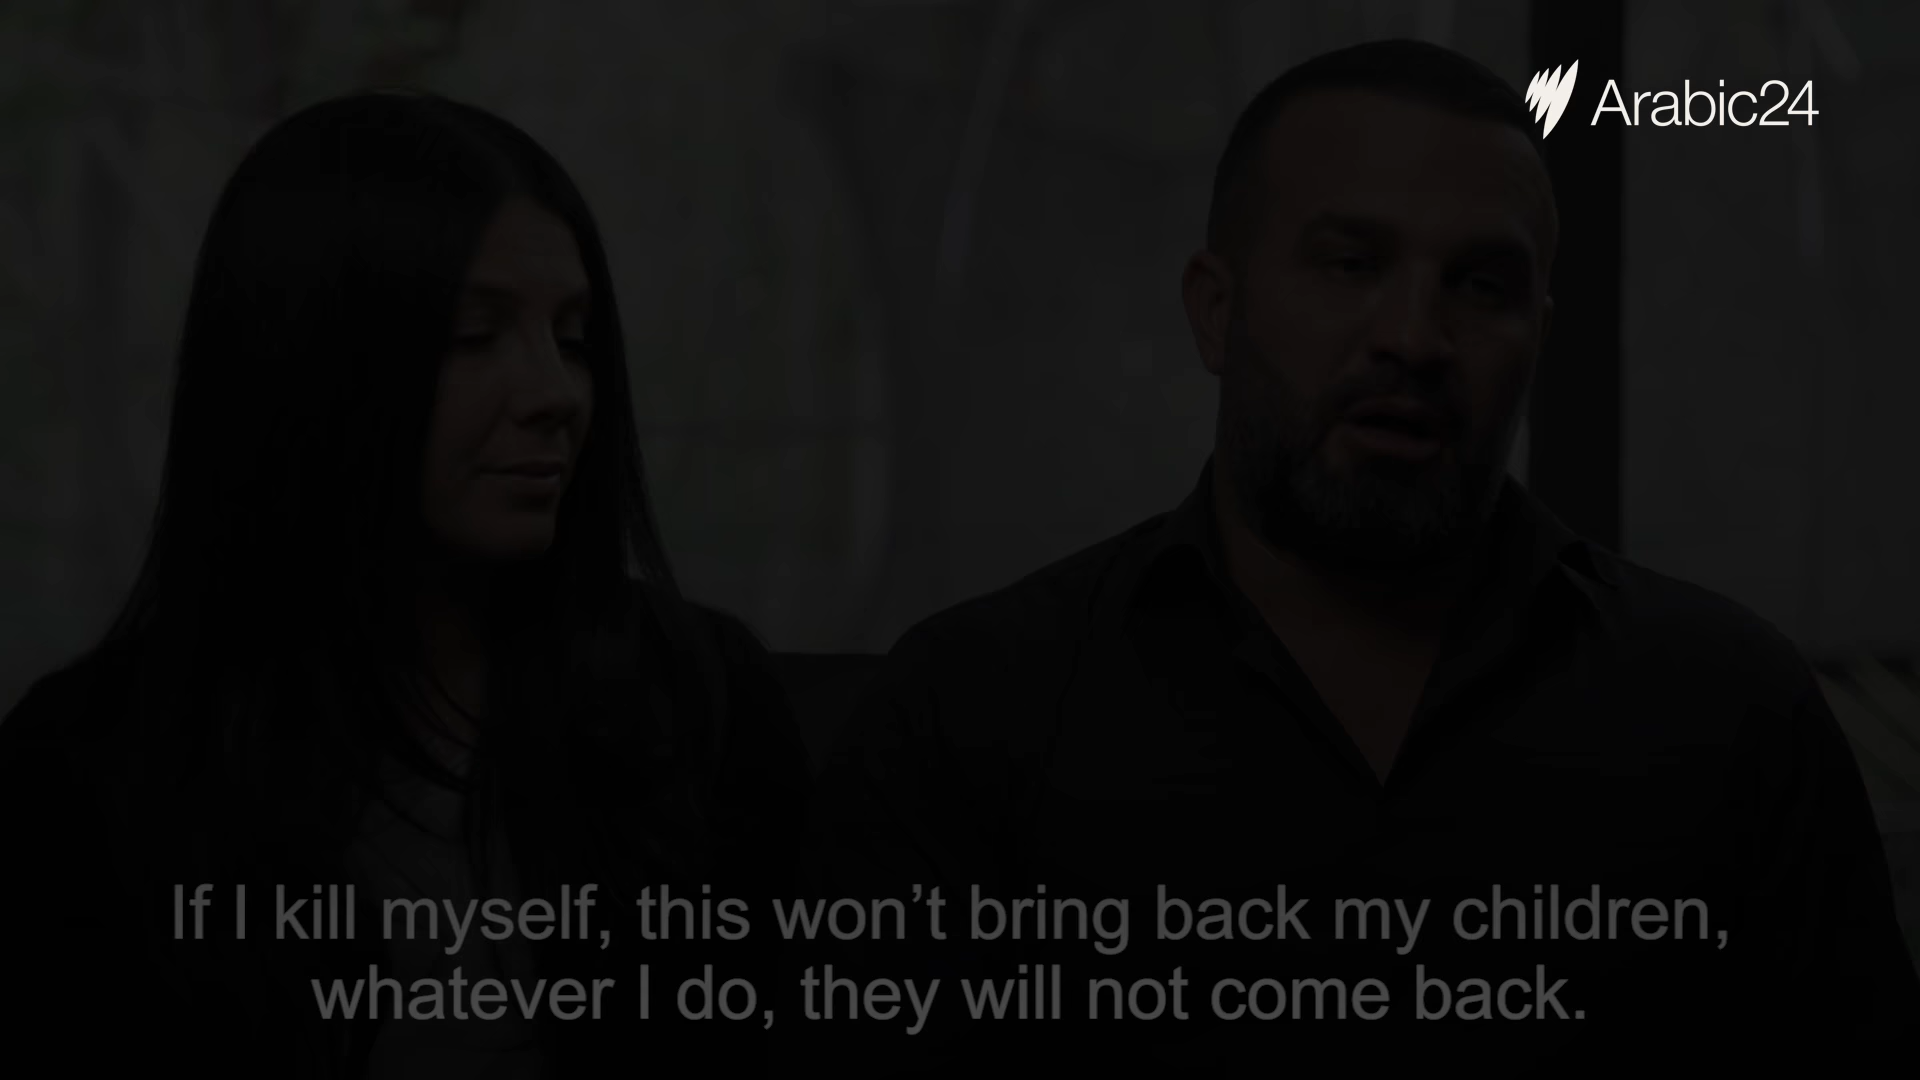 Arabic24
If I kill myself, this won’t bring back my children,
whatever I do, they will not come back.